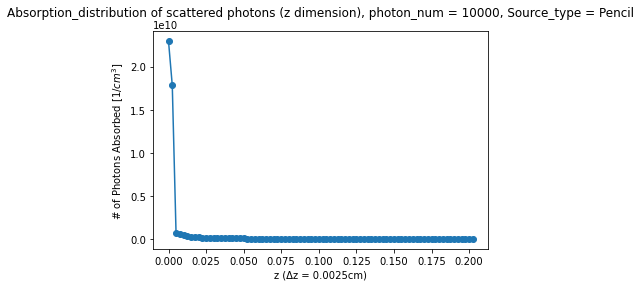 Absorption_distribution of scattered photons (z dimension), photon_num = 10000, Source_type = Pencil
1e10
2.0
1.5
1.0
0.5
0.0
# of Photons Absorbed [1/cm³]
0.000 0.025 0.050 0.075 0.100 0.125 0.150 0.175 0.200
z (Δz = 0.0025cm)